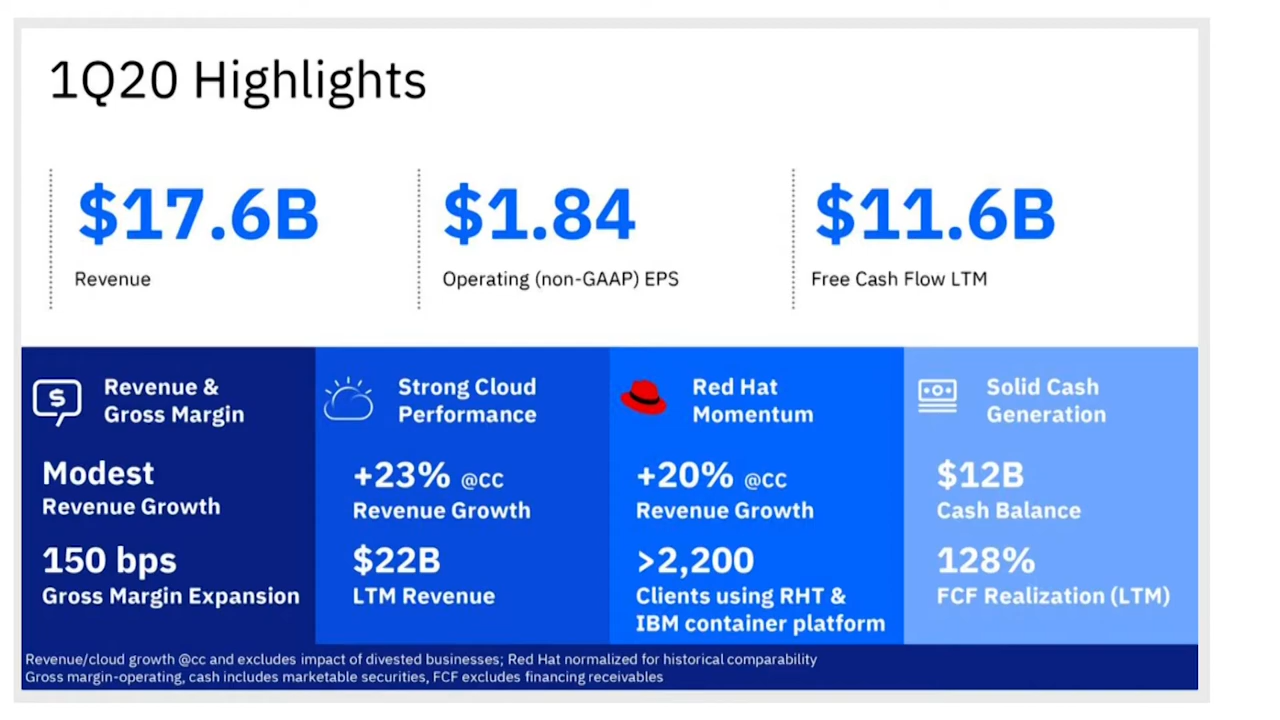 1Q20 Highlights
$17.6B
Revenue
$1.84
Operating (non-GAAP) EPS
$11.6B
Free Cash Flow LTM
$
Revenue &
Gross Margin
Modest
Revenue Growth
150 bps
Gross Margin Expansion
Strong Cloud
Performance
+23% @CC
Revenue Growth
$22B
LTM Revenue
Red Hat
Momentum
+20% @CC
Revenue Growth
>2,200
Clients using RHT &
IBM container platform
Solid Cash
Generation
$12B
Cash Balance
128%
FCF Realization (LTM)
Revenue/cloud growth @cc and excludes impact of divested businesses; Red Hat normalized for historical comparability
Gross margin-operating, cash includes marketable securities, FCF excludes financing receivables